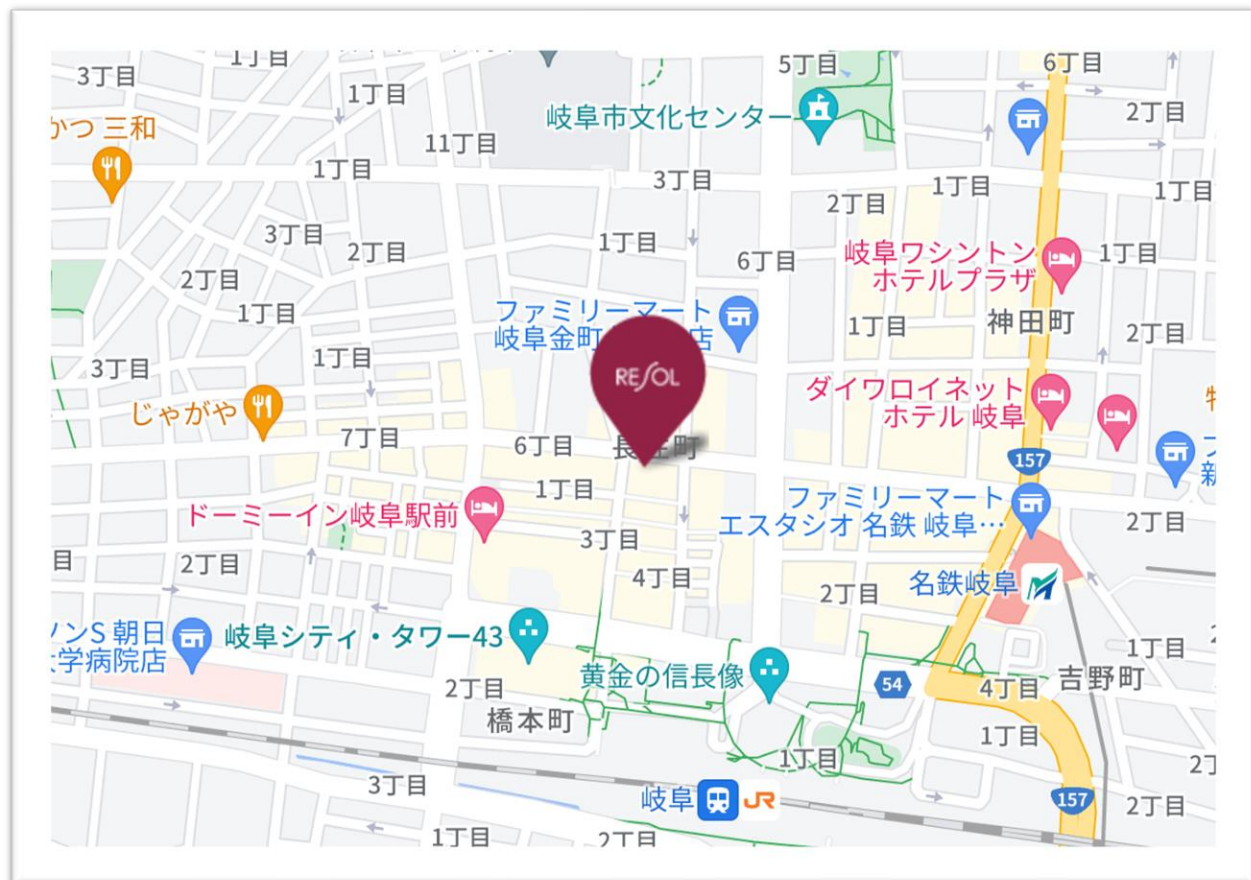 1丁目
5丁目
6丁目
3丁目
1丁目
2丁目
岐阜市文化センター
かつ 三和
11丁目
1丁目
3丁目
1丁目
1丁目
2丁目
3丁目
2丁目
1丁目
6丁目
岐阜ワシントン
ホテルプラザ
1丁目
2丁目
1丁目
ファミリーマート
岐阜金町
店
1丁目
神田町
2丁目
3丁目
1丁目
RESOL
ダイワロイネット
ホテル 岐阜
じゃがや
7丁目
6丁目
157
1丁目
ファミリーマート
エスタシオ 名鉄 岐阜…
2丁目
ドーミーイン岐阜駅前
3丁目
2丁目
4丁目
2丁目
名鉄岐阜
ソンS 朝日
大学病院店
岐阜シティ・タワー43
1丁目
黄金の信長像
2丁目
54
4丁目
吉野町
橋本町
1丁目
1丁目
3丁目
岐阜
JR
157
2丁目
1丁目
2丁目